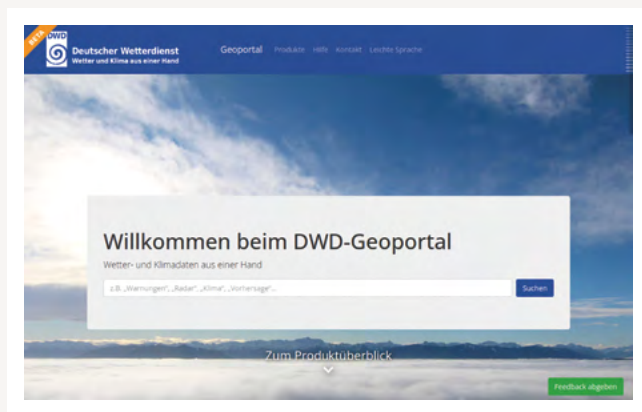 BETA
DWD
Deutscher Wetterdienst
Wetter und Klima aus einer Hand
Geoportal Produkte Hilfe Kontakt Leichte Sprache
Willkommen beim DWD-Geoportal
Wetter- und Klimadaten aus einer Hand
z.B. „Warnungen“, „Radar“, „Klima“, „Vorhersage“...
Suchen
Zum Produktüberblick
Feedback abgeben